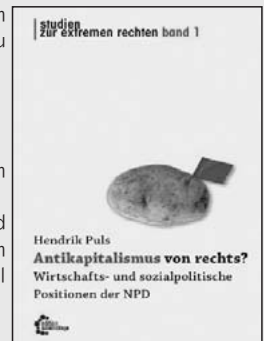 studien
zur extremen rechten band 1
Hendrik Puls
Antikapitalismus von rechts?
Wirtschafts- und sozialpolitische
Positionen der NPD